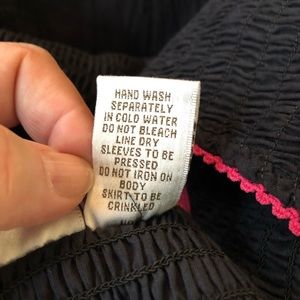 HAND WASH
SEPARATELY
IN COLD WATER
DO NOT BLEACH
LINE DRY
SLEEVES TO BE
PRESSED
DO NOT IRON ON
BODY
SKIRT TO BE
CRINKLED